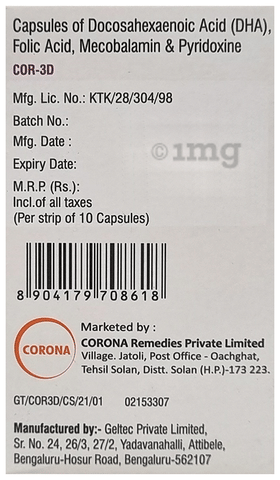 Capsules of Docosahexaenoic Acid (DHA),
Folic Acid, Mecobalamin & Pyridoxine
COR-3D
Mfg. Lic. No.: KTK/28/304/98
Batch No.:
Mfg. Date :
©1mg
Expiry Date:
M.R.P. (Rs.):
Incl.of all taxes
(Per strip of 10 Capsules)
8 904179 708618
Marketed by :
CORONA
CORONA Remedies Private Limited
Village. Jatoli, Post Office - Oachghat,
Tehsil Solan, Distt. Solan (H.P.)-173 223.
GT/COR3D/CS/21/01 02153307
Manufactured by:- Geltec Private Limited,
Sr. No. 24, 26/3, 27/2, Yadavanahalli, Attibele,
Bengaluru-Hosur Road, Bengaluru-562107